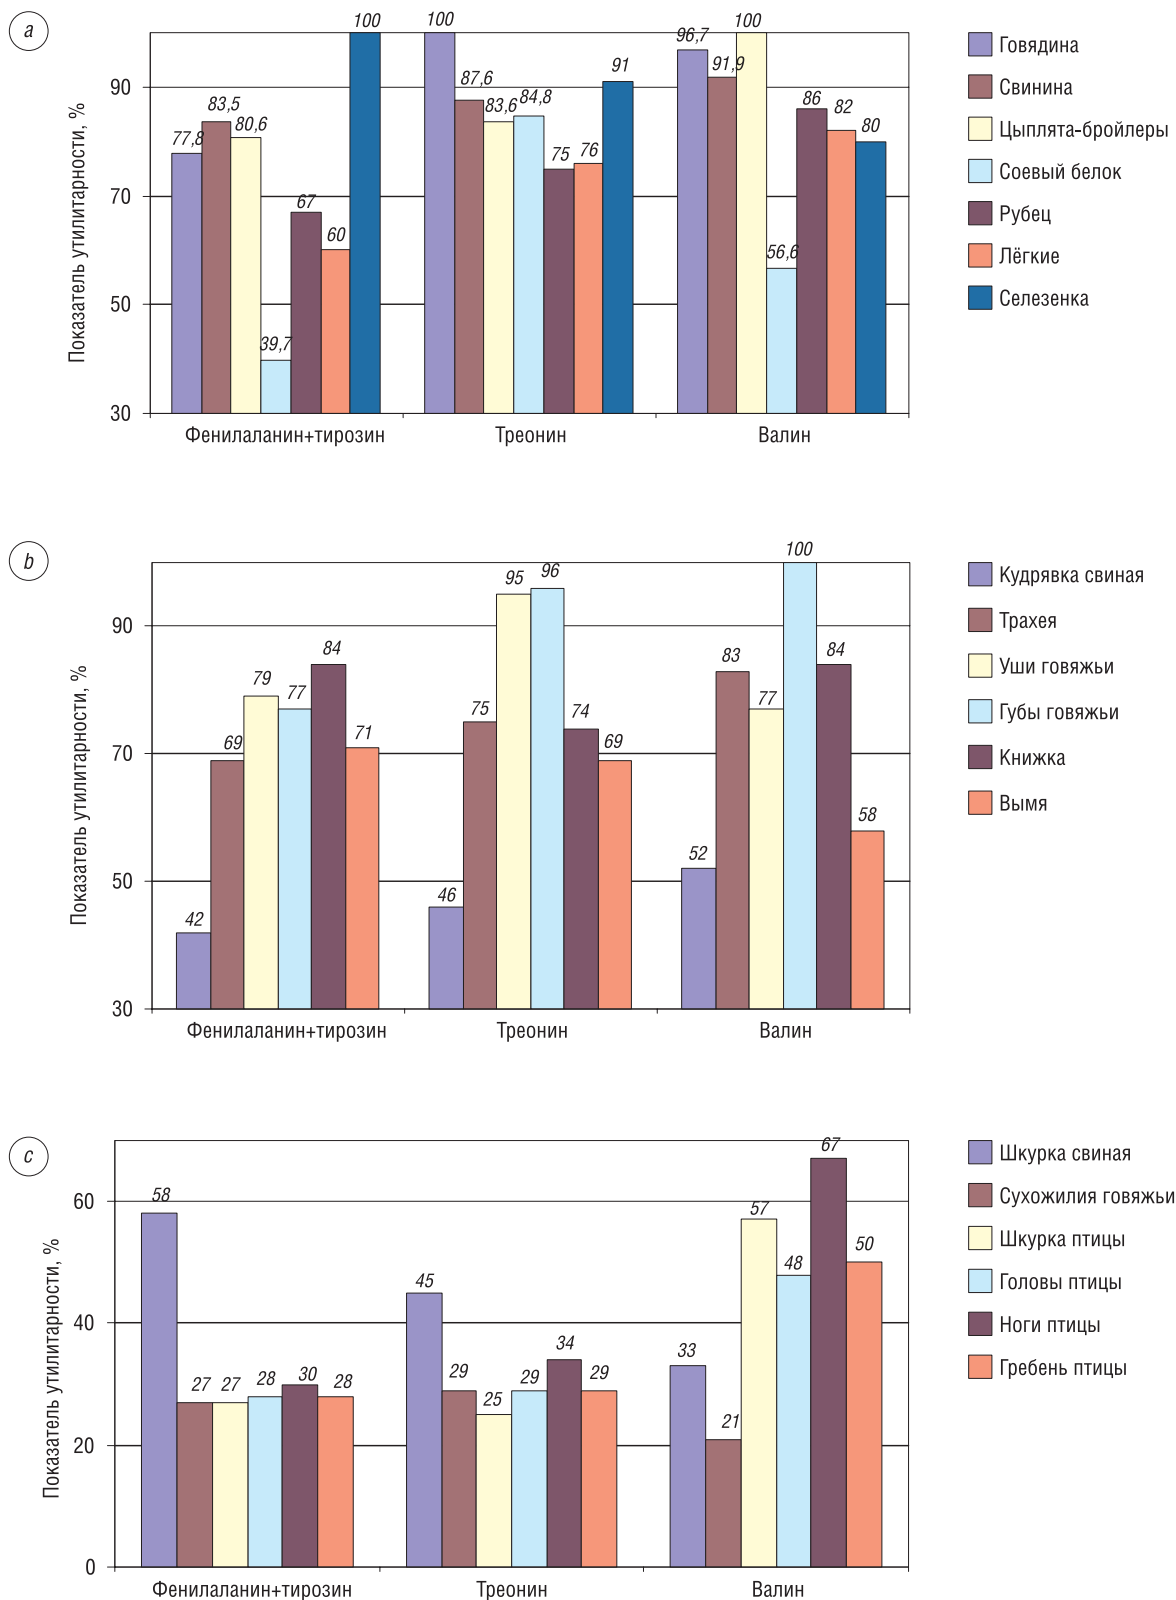 a
Показатель утилитарности, %
90
70
50
30
77,8
83,5
80,6
39,7
67
60
100
100
87,6
83,6
84,8
75
76
91
96,7
91,9
100
56,6
86
82
80
Фенилаланин+тирозин
Треонин
Валин
Говядина
Свинина
Цыплята-бройлеры
Соевый белок
Рубец
Лёгкие
Селезенка
b
Показатель утилитарности, %
90
70
50
30
42
69
79
77
84
71
46
75
95
96
74
69
52
83
77
100
84
58
Фенилаланин+тирозин
Треонин
Валин
Кудрявка свиная
Трахея
Уши говяжьи
Губы говяжьи
Книжка
Вымя
c
Показатель утилитарности, %
60
40
20
0
58
27
27
28
30
28
45
29
25
29
34
29
33
21
57
48
67
50
Фенилаланин+тирозин
Треонин
Валин
Шкурка свиная
Сухожилия говяжьи
Шкурка птицы
Головы птицы
Ноги птицы
Гребень птицы